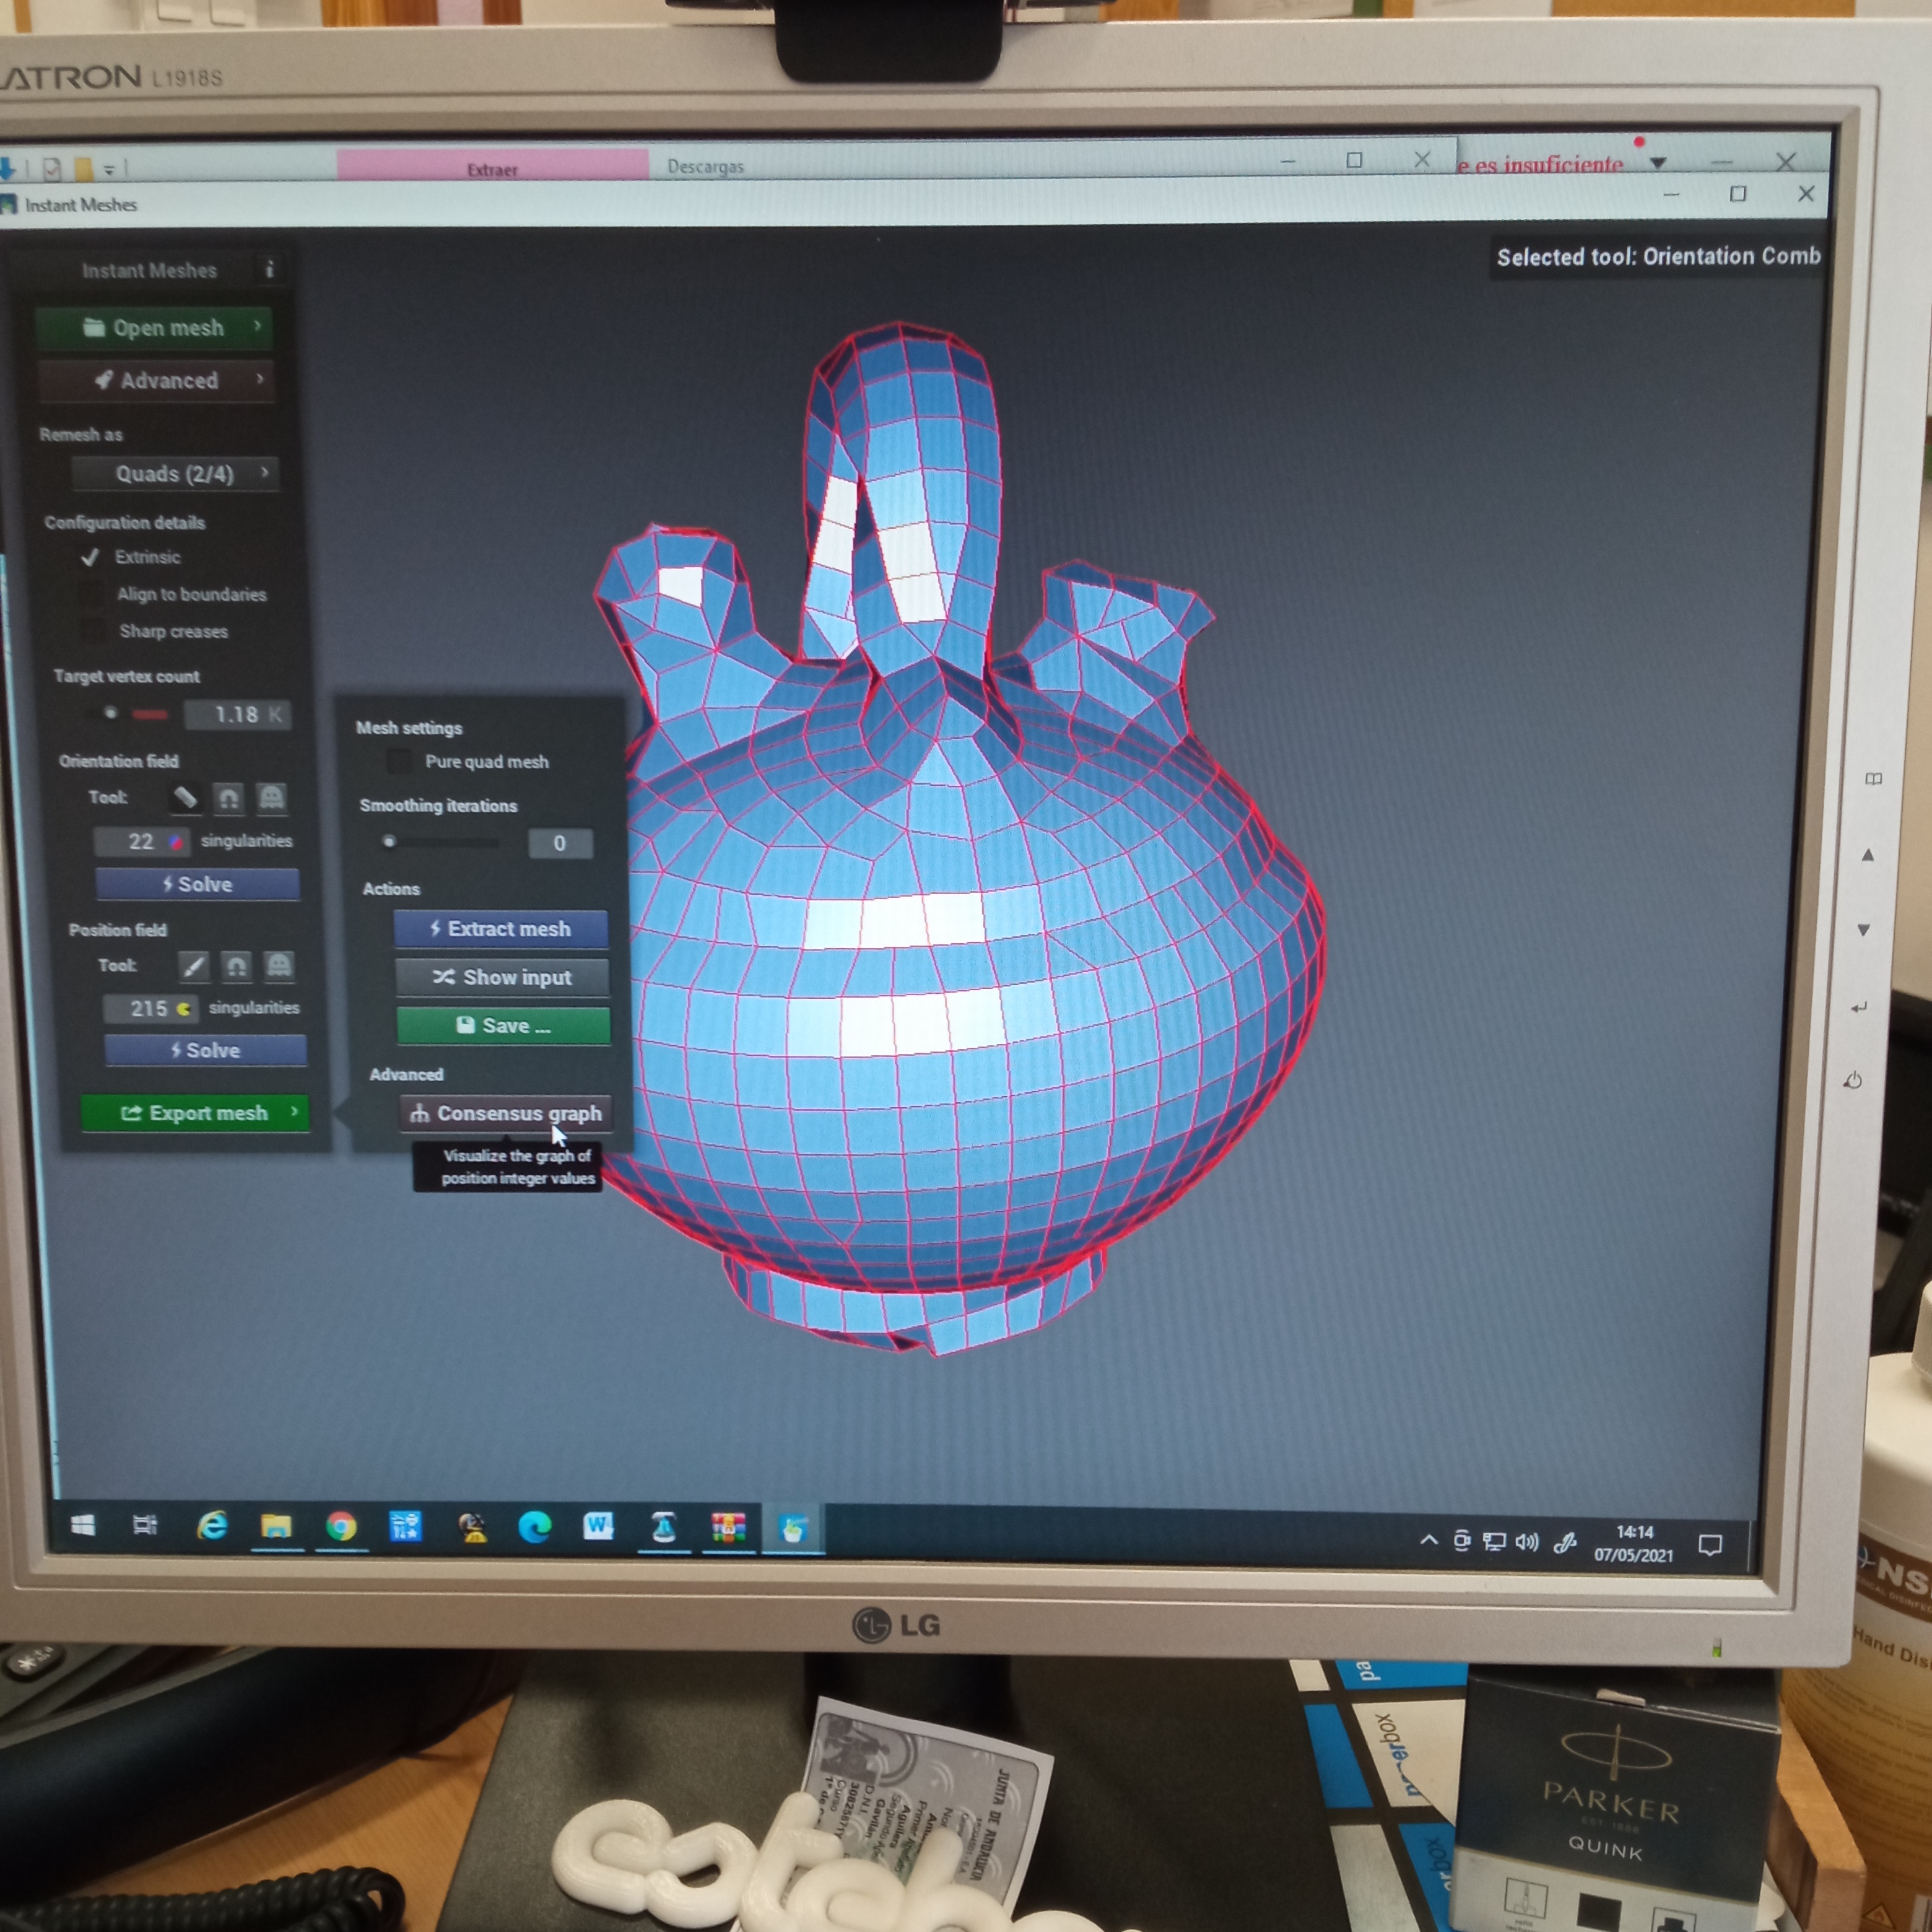 ATRON L1918S
Extraer
Descargas
e es insuficiente
Instant Meshes
Selected tool: Orientation Comb
Instant Meshes
i
Open mesh
Advanced
Remesh as
Quads (2/4)
Configuration details
Extrinsic
Align to boundaries
Sharp creases
Target vertex count
1.18 K
Orientation field
Tool:
22 singularities
Solve
Position field
Tool:
215 singularities
Solve
Export mesh
Mesh settings
Pure quad mesh
Smoothing iterations
0
Actions
Extract mesh
Show input
Save ...
Advanced
Consensus graph
Visualize the graph of
position integer values
14:14
07/05/2021
LG
JUNTA DE ANDALUCIA
D.N.I.
Curso
PARKER
QUINK
Hand Dis